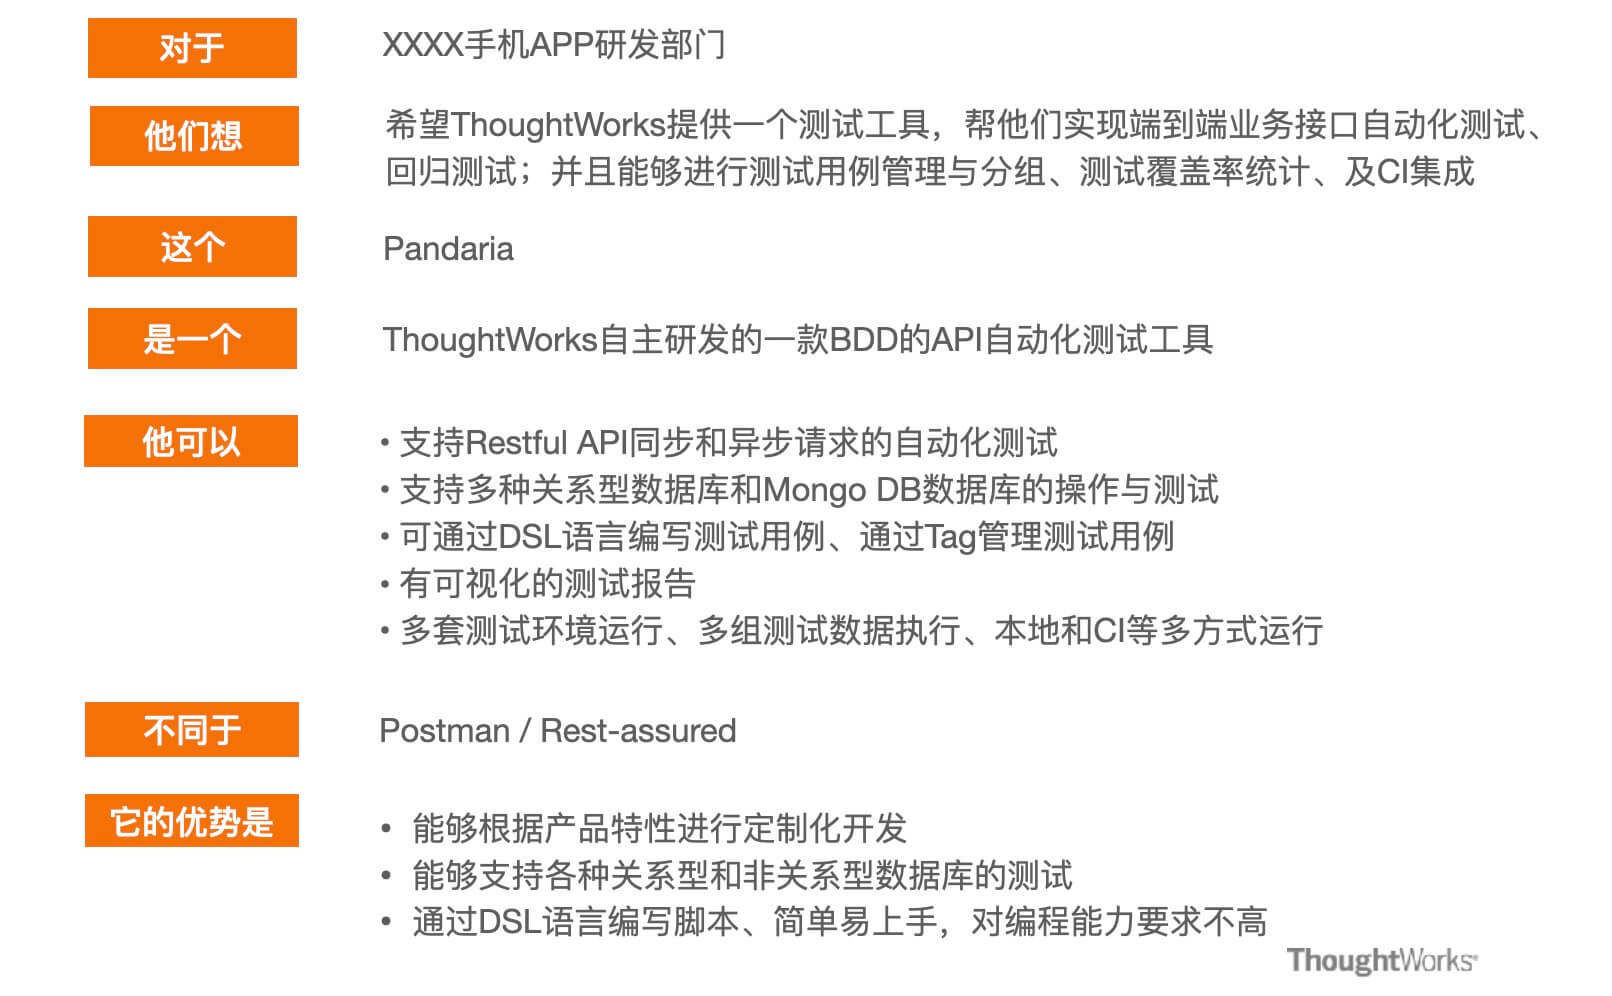 对于
XXXX手机APP研发部门
他们想
希望ThoughtWorks提供一个测试工具，帮他们实现端到端业务接口自动化测试、
回归测试；并且能够进行测试用例管理与分组、测试覆盖率统计、及CI集成
这个
Pandaria
是一个
ThoughtWorks自主研发的一款BDD的API自动化测试工具
他可以
• 支持Restful API同步和异步请求的自动化测试
• 支持多种关系型数据库和Mongo DB数据库的操作与测试
• 可通过DSL语言编写测试用例、通过Tag管理测试用例
• 有可视化的测试报告
• 多套测试环境运行、多组测试数据执行、本地和CI等多方式运行
不同于
Postman / Rest-assured
它的优势是
• 能够根据产品特性进行定制化开发
• 能够支持各种关系型和非关系型数据库的测试
• 通过DSL语言编写脚本、简单易上手，对编程能力要求不高
ThoughtWorks®